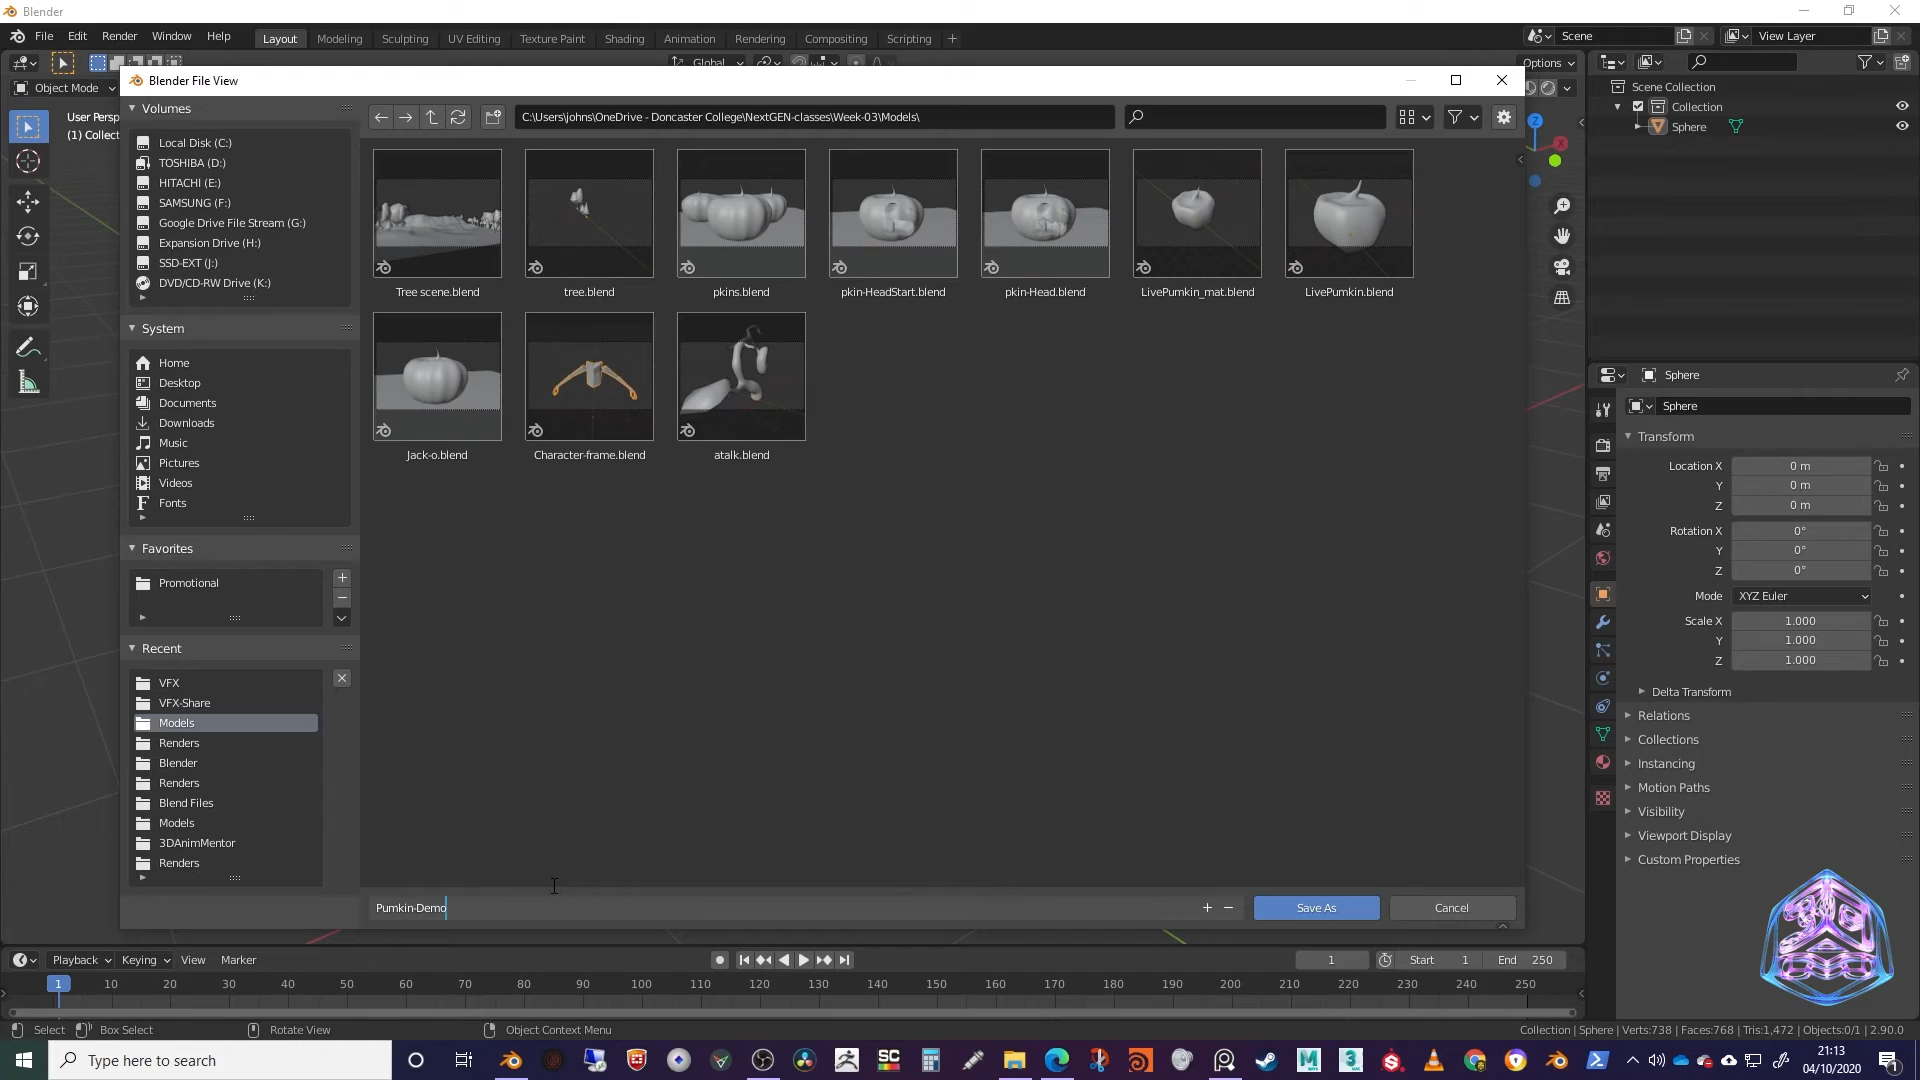 Blender
File Edit Render Window Help Layout Modeling Sculpting UV Editing Texture Paint Shading Animation Rendering Compositing Scripting + Scene View Layer
Global Options
Object Mode
Blender File View
User Persp
(1) Collect
Volumes
Local Disk (C:)
TOSHIBA (D:)
HITACHI (E:)
SAMSUNG (F:)
Google Drive File Stream (G:)
Expansion Drive (H:)
SSD-EXT (J:)
DVD/CD-RW Drive (K:)
System
Home
Desktop
Documents
Downloads
Music
Pictures
Videos
Fonts
Favorites
Promotional
Recent
VFX
VFX-Share
Models
Renders
Blender
Renders
Blend Files
Models
3DAnimMentor
Renders
C:\Users\johns\OneDrive - Doncaster College\NextGEN-classes\Week-03\Models\
Tree scene.blend tree.blend pkins.blend pkin-HeadStart.blend pkin-Head.blend LivePumkin_mat.blend LivePumkin.blend
Jack-o.blend Character-frame.blend atalk.blend
Pumkin-Demo + − Save As Cancel
Z
X
Scene Collection
Collection
Sphere
Sphere
Sphere
Transform
Location X 0 m
Y 0 m
Z 0 m
Rotation X 0°
Y 0°
Z 0°
Mode XYZ Euler
Scale X 1.000
Y 1.000
Z 1.000
Delta Transform
Relations
Collections
Instancing
Motion Paths
Visibility
Viewport Display
Custom Properties
Playback Keying View Marker 1 Start 1 End 250
1 10 20 30 40 50 60 70 80 90 100 110 120 130 140 150 160 170 180 190 200 210 220 230 240 250
Select Box Select Rotate View Object Context Menu Collection | Sphere | Verts:738 | Faces:768 | Tris:1,472 | Objects:0/1 | 2.90.0
Type here to search
SC
M
3
21:13
04/10/2020
1